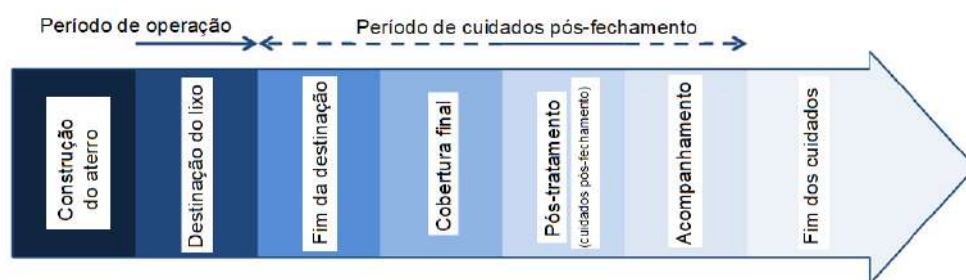 Período de operação
Período de cuidados pós-fechamento
Construção
do aterro
Destinação do lixo
Fim da destinação
Cobertura final
Pós-tratamento
(cuidados pós-fechamento)
Acompanhamento
Fim dos cuidados